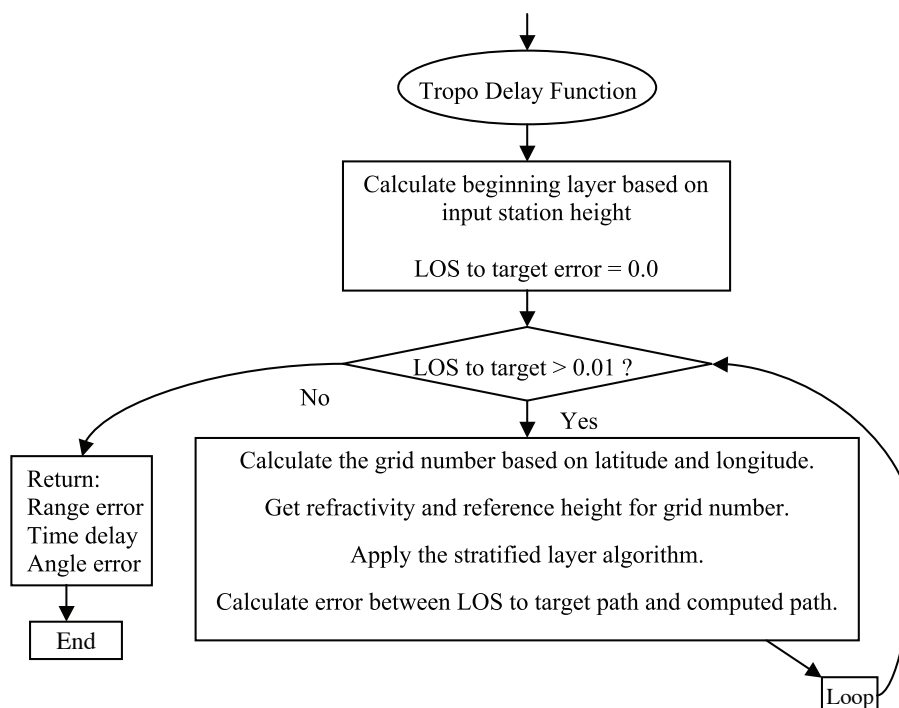 Tropo Delay Function
Calculate beginning layer based on
input station height
LOS to target error = 0.0
LOS to target > 0.01 ?
No
Yes
Return:
Range error
Time delay
Angle error
End
Calculate the grid number based on latitude and longitude.
Get refractivity and reference height for grid number.
Apply the stratified layer algorithm.
Calculate error between LOS to target path and computed path.
Loop